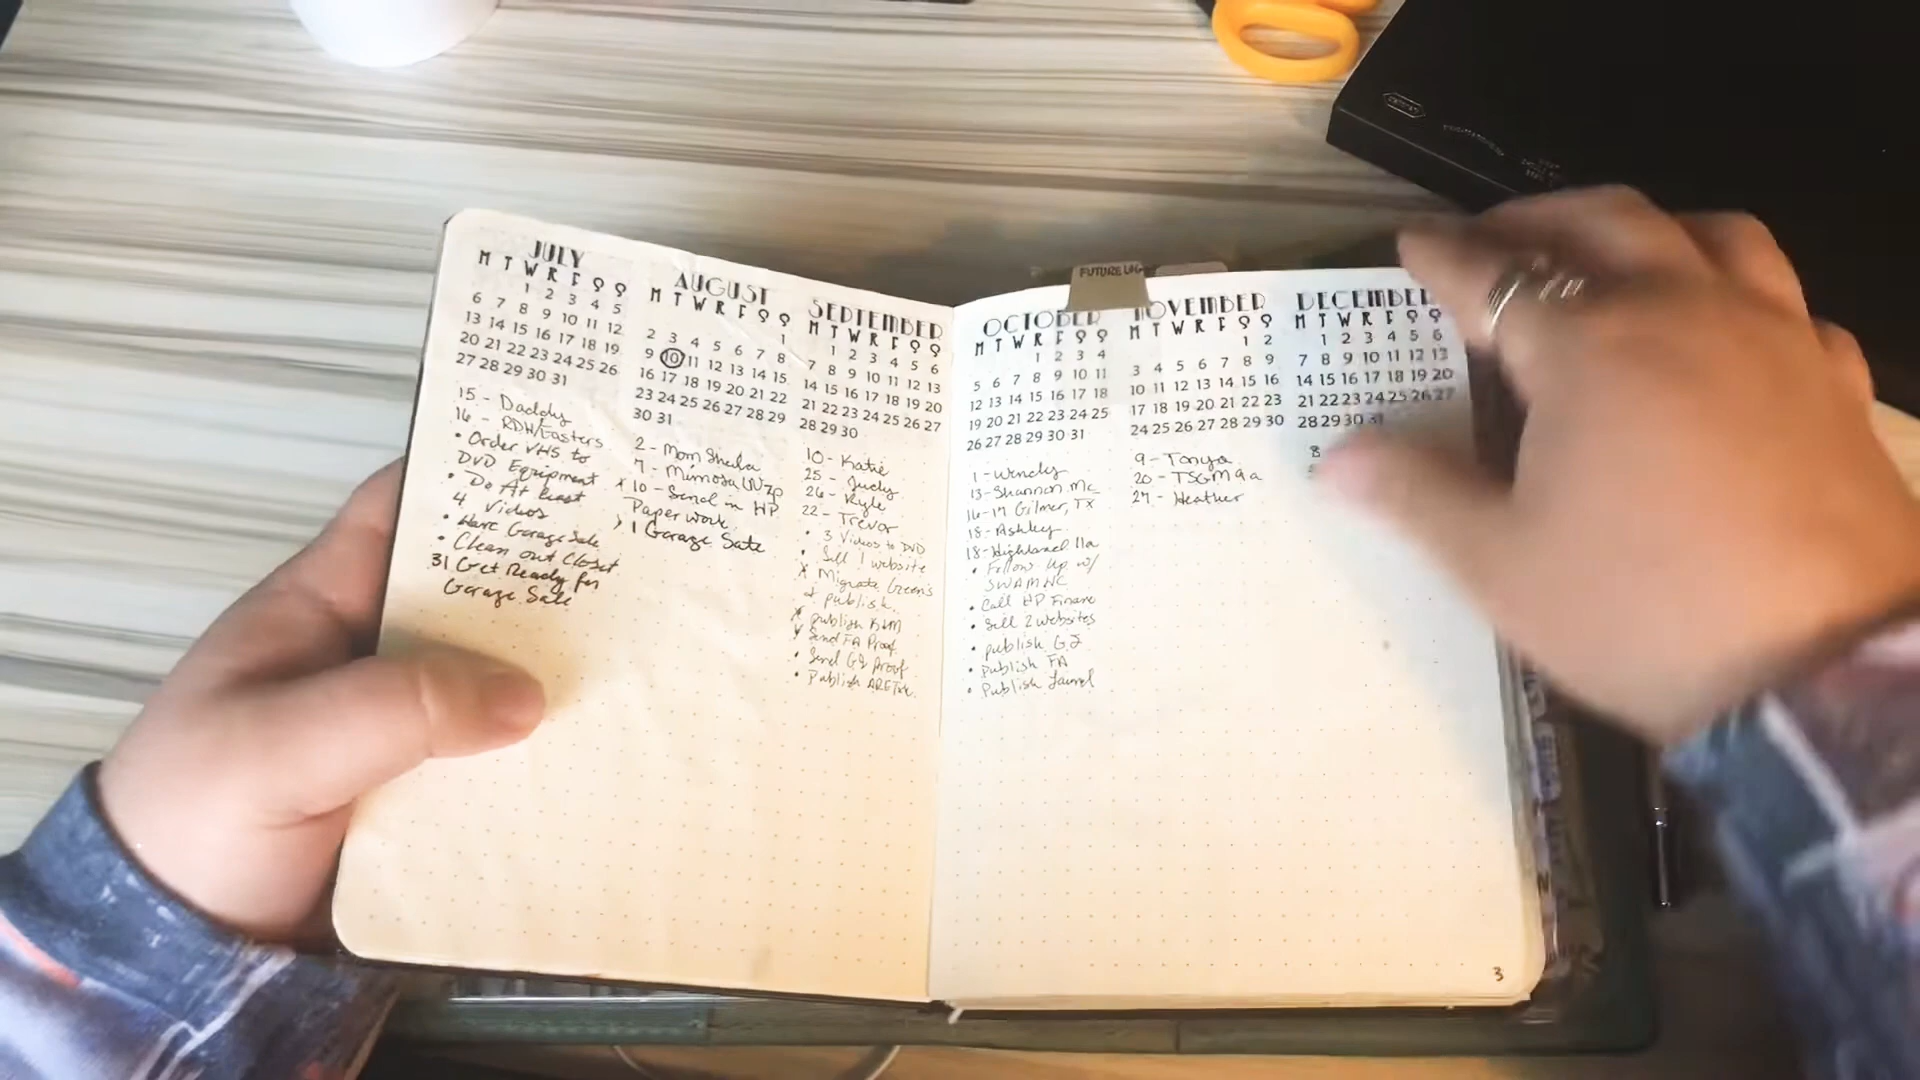 JULY
M T W R F S S
1 2 3 4 5
6 7 8 9 10 11 12
13 14 15 16 17 18 19
20 21 22 23 24 25 26
27 28 29 30 31
15 - Daddy
16 - RDH/Easters
• Order VHS to
DVD Equipment
• Do At least
4 Videos
• Have Garage Sale
• Clean out Closet
31 Get Ready for
Garage Sale
AUGUST
M T W R F S S
1
2 3 4 5 6 7 8
9 10 11 12 13 14 15
16 17 18 19 20 21 22
23 24 25 26 27 28 29
30 31
2 - Mom Sheila
7 - Mimosa
x 10 - Send in HP
Paperwork
> 1 Garage Sale
SEPTEMBER
M T W R F S S
1 2 3 4 5 6
7 8 9 10 11 12 13
14 15 16 17 18 19 20
21 22 23 24 25 26 27
28 29 30
10 - Katie
25 - Judy
26 - Kyle
22 - Trevor
• 3 Videos to DVD
• Sell 1 website
x Migrate Green's
& publish
x publish
Send FA Proof
• Send GJ proof
• Publish
FUTURE LOG
OCTOBER
M T W R F S S
1 2 3 4
5 6 7 8 9 10 11
12 13 14 15 16 17 18
19 20 21 22 23 24 25
26 27 28 29 30 31
1 - Windy
13 - Shannon Mc
16-17 Gilmer, TX
18 - Ashley
18 - Highland 11a
• Follow Up w/
SWAMHC
• Call HP Finance
• Sell 2 websites
• publish GJ
• Publish FA
• Publish Laurel
NOVEMBER
M T W R F S S
1 2
3 4 5 6 7 8 9
10 11 12 13 14 15 16
17 18 19 20 21 22 23
24 25 26 27 28 29 30
9 - Tonya
20 - TSGM 9a
27 - Heather
DECEMBER
M T W R F S S
1 2 3 4 5 6
7 8 9 10 11 12 13
14 15 16 17 18 19 20
21 22 23 24 25 26 27
28 29 30 31
8
3